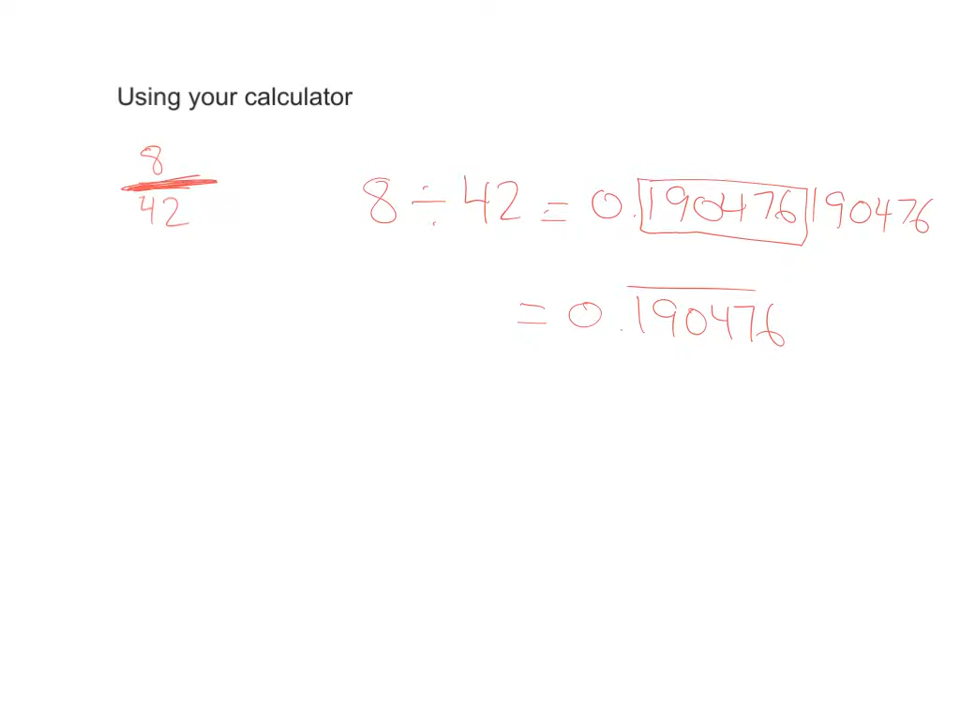 Using your calculator
8
42
8 ÷ 42 = 0.190476190476
= 0.190476